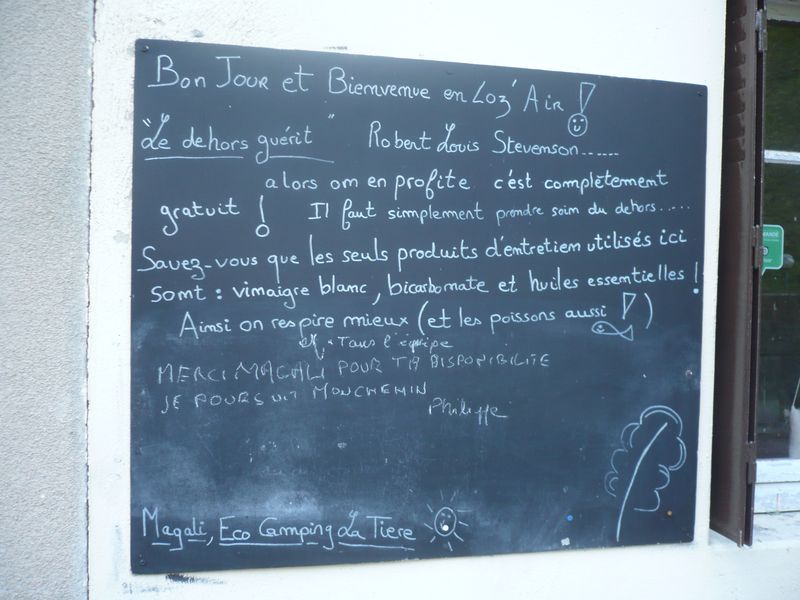 Bon Jour et Bienvenue en Loz'Air !
"Le dehors guérit" Robert Louis Stevenson......
alors on en profite c'est complètement
gratuit ! Il faut simplement prendre soin du dehors.....
Savez-vous que les seuls produits d'entretien utilisés ici
sont : vinaigre blanc, bicarbonate et huiles essentielles !
Ainsi on respire mieux (et les poissons aussi !)
l'équipe
MERCI MAGALI POUR TA DISPONIBILITE
JE POURSUIT MON CHEMIN
Philippe
Magali, Eco Camping La Tière